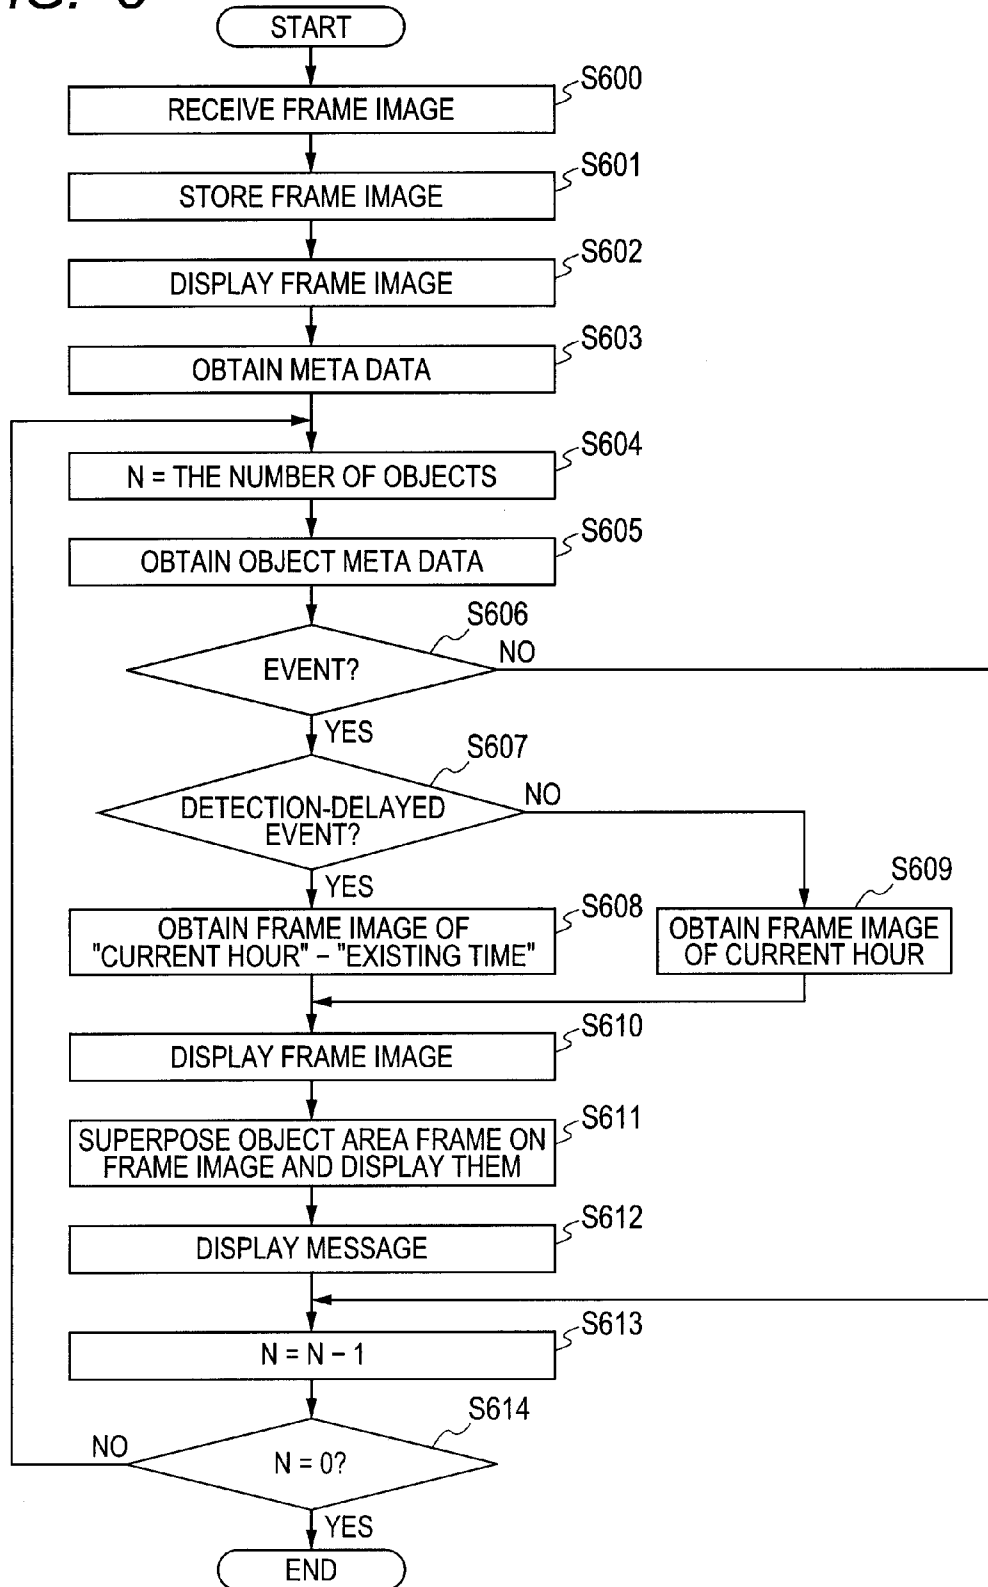 START
S600
RECEIVE FRAME IMAGE
S601
STORE FRAME IMAGE
S602
DISPLAY FRAME IMAGE
S603
OBTAIN META DATA
S604
N = THE NUMBER OF OBJECTS
S605
OBTAIN OBJECT META DATA
S606
EVENT?
NO
YES
S607
DETECTION-DELAYED
EVENT?
NO
YES
S608
OBTAIN FRAME IMAGE OF
"CURRENT HOUR" – "EXISTING TIME"
S609
OBTAIN FRAME IMAGE
OF CURRENT HOUR
S610
DISPLAY FRAME IMAGE
S611
SUPERPOSE OBJECT AREA FRAME ON
FRAME IMAGE AND DISPLAY THEM
S612
DISPLAY MESSAGE
S613
N = N – 1
S614
N = 0?
NO
YES
END